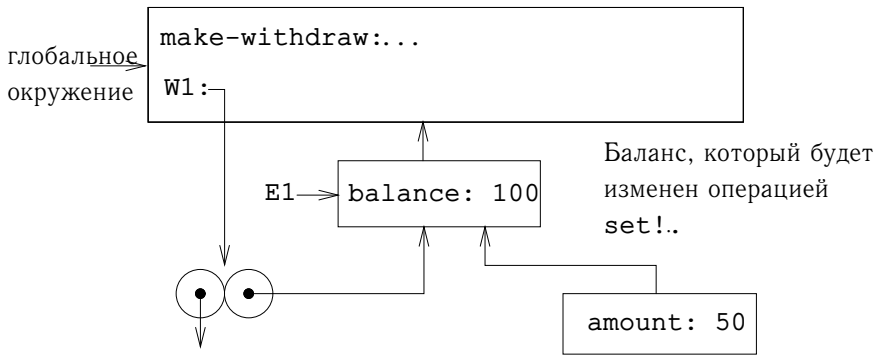 make-withdraw:...
глобальное
окружение
W1:
Баланс, который будет
изменен операцией
set!..
E1
balance: 100
amount: 50